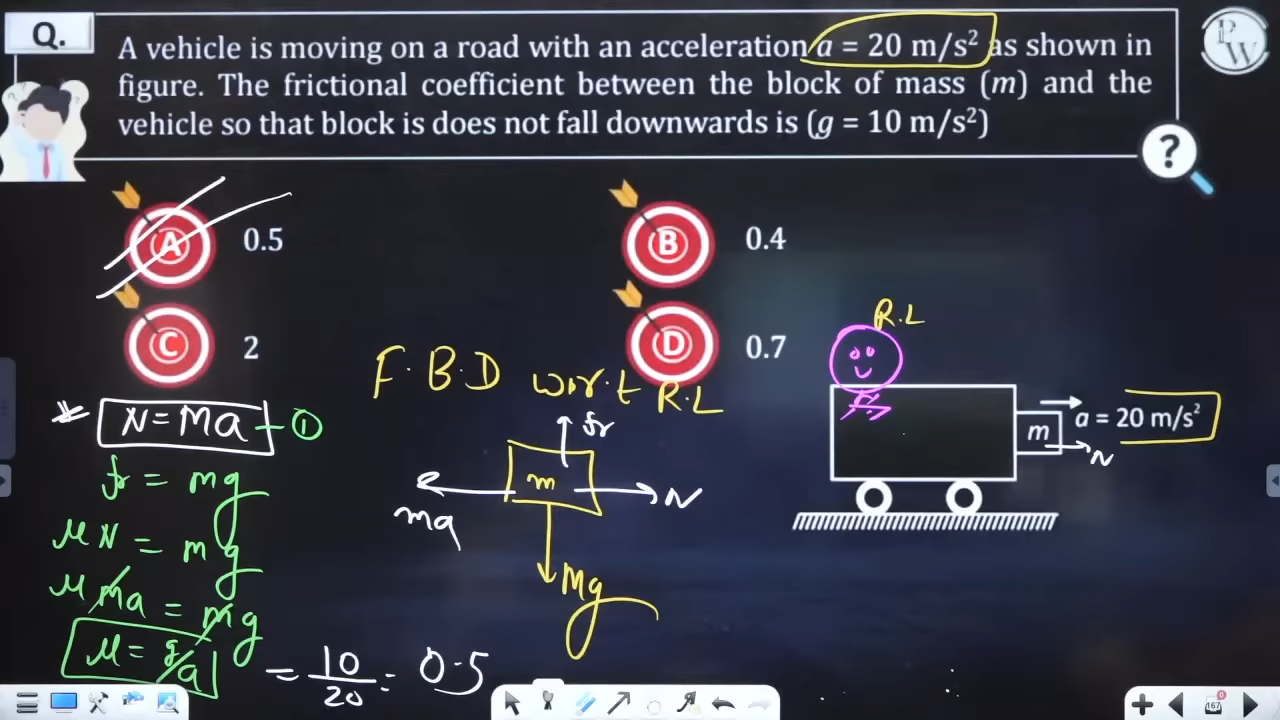 Q.
A vehicle is moving on a road with an acceleration a = 20 m/s² as shown in
figure. The frictional coefficient between the block of mass (m) and the
vehicle so that block is does not fall downwards is (g = 10 m/s²)
PW
?
A 0.5
B 0.4
C 2
D 0.7
R.L
F.B.D w.r.t R.L
N = ma - ①
fr = mg
μN = mg
μma = mg
μ = g/a = 10/20 = 0.5
fr
m
ma
N
Mg
m
a = 20 m/s²
N
167